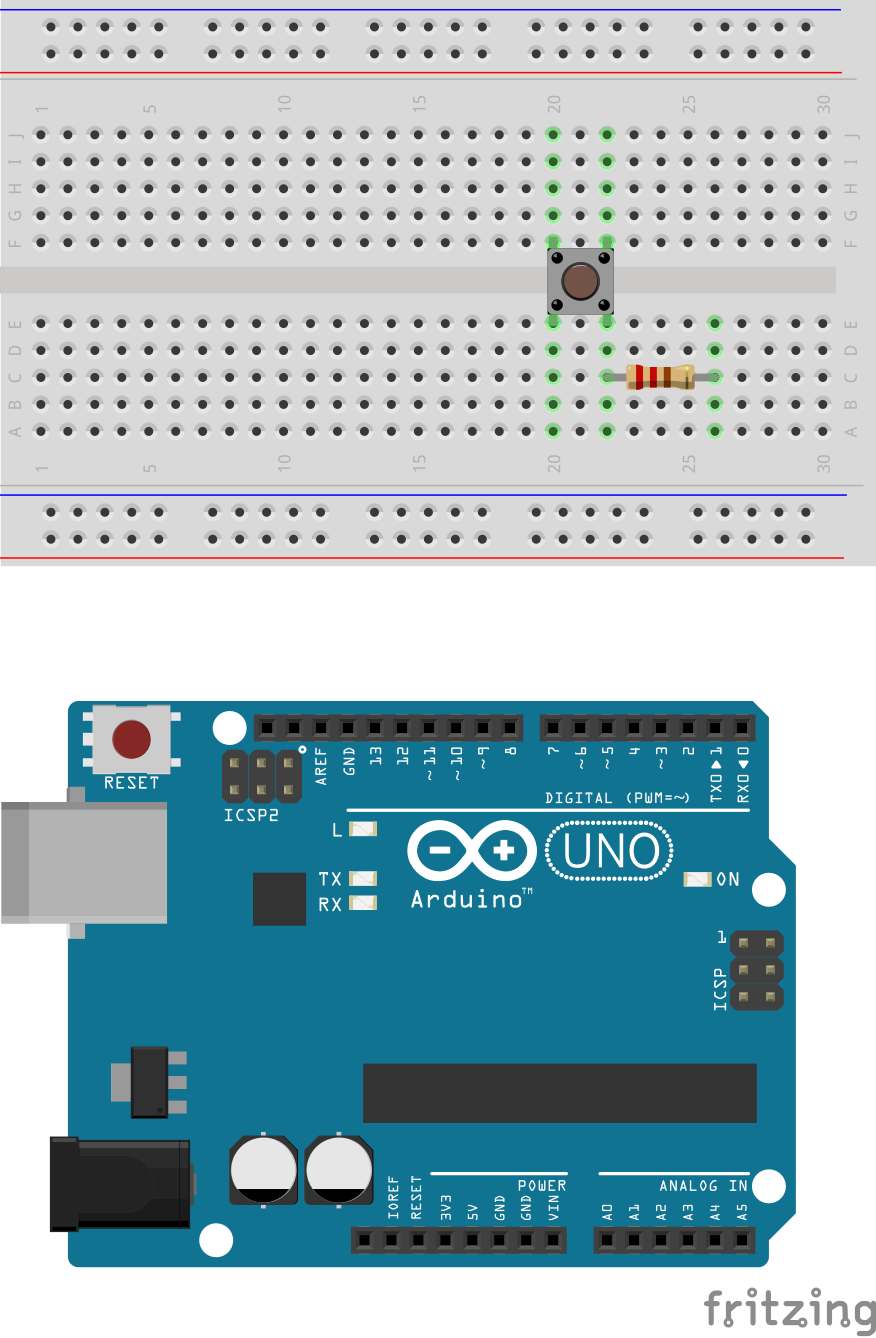 1 5 10 15 20 25 30
J J
I I
H H
G G
F F
E E
D D
C C
B B
A A
1 5 10 15 20 25 30
RESET
ICSP2
AREF GND 13 12 ~11 ~10 ~9 8 7 ~6 ~5 4 ~3 2 TX0▶1 RX0◀0
DIGITAL (PWM=~)
L
TX
RX
UNO
Arduino™
ON
1
ICSP
POWER
ANALOG IN
IOREF RESET 3V3 5V GND GND VIN A0 A1 A2 A3 A4 A5
fritzing